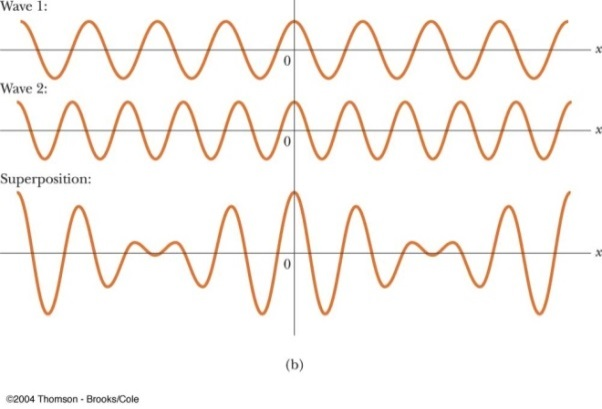 Wave 1:
x
0
Wave 2:
x
0
Superposition:
x
0
(b)
©2004 Thomson - Brooks/Cole